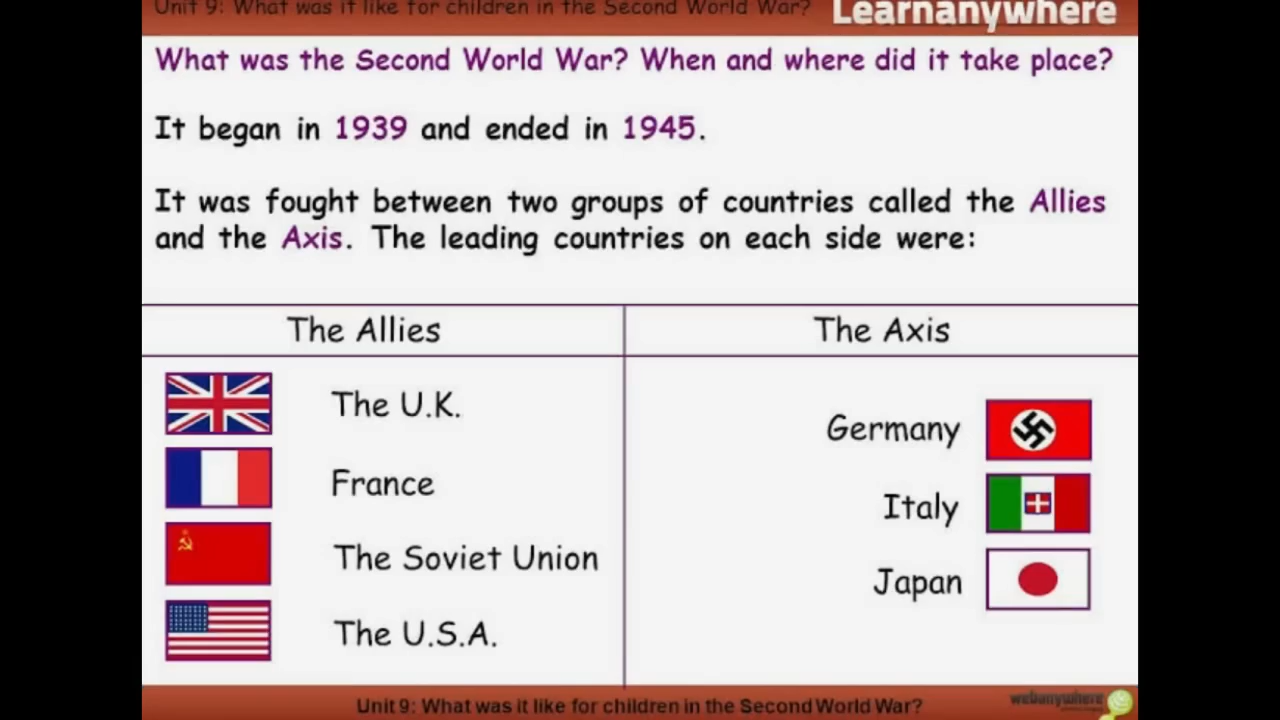 Unit 9: What was it like for children in the Second World War?
Learnanywhere
What was the Second World War? When and where did it take place?
It began in 1939 and ended in 1945.
It was fought between two groups of countries called the Allies
and the Axis. The leading countries on each side were:
The Allies
The Axis
The U.K.
France
The Soviet Union
The U.S.A.
Germany
Italy
Japan
Unit 9: What was it like for children in the Second World War?
webanywhere